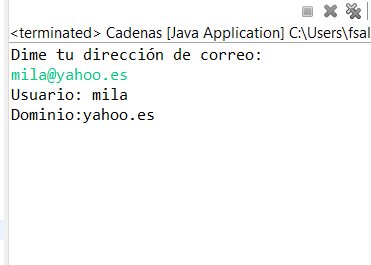 <terminated> Cadenas [Java Application] C:\Users\fsal
Dime tu dirección de correo:
mila@yahoo.es
Usuario: mila
Dominio:yahoo.es